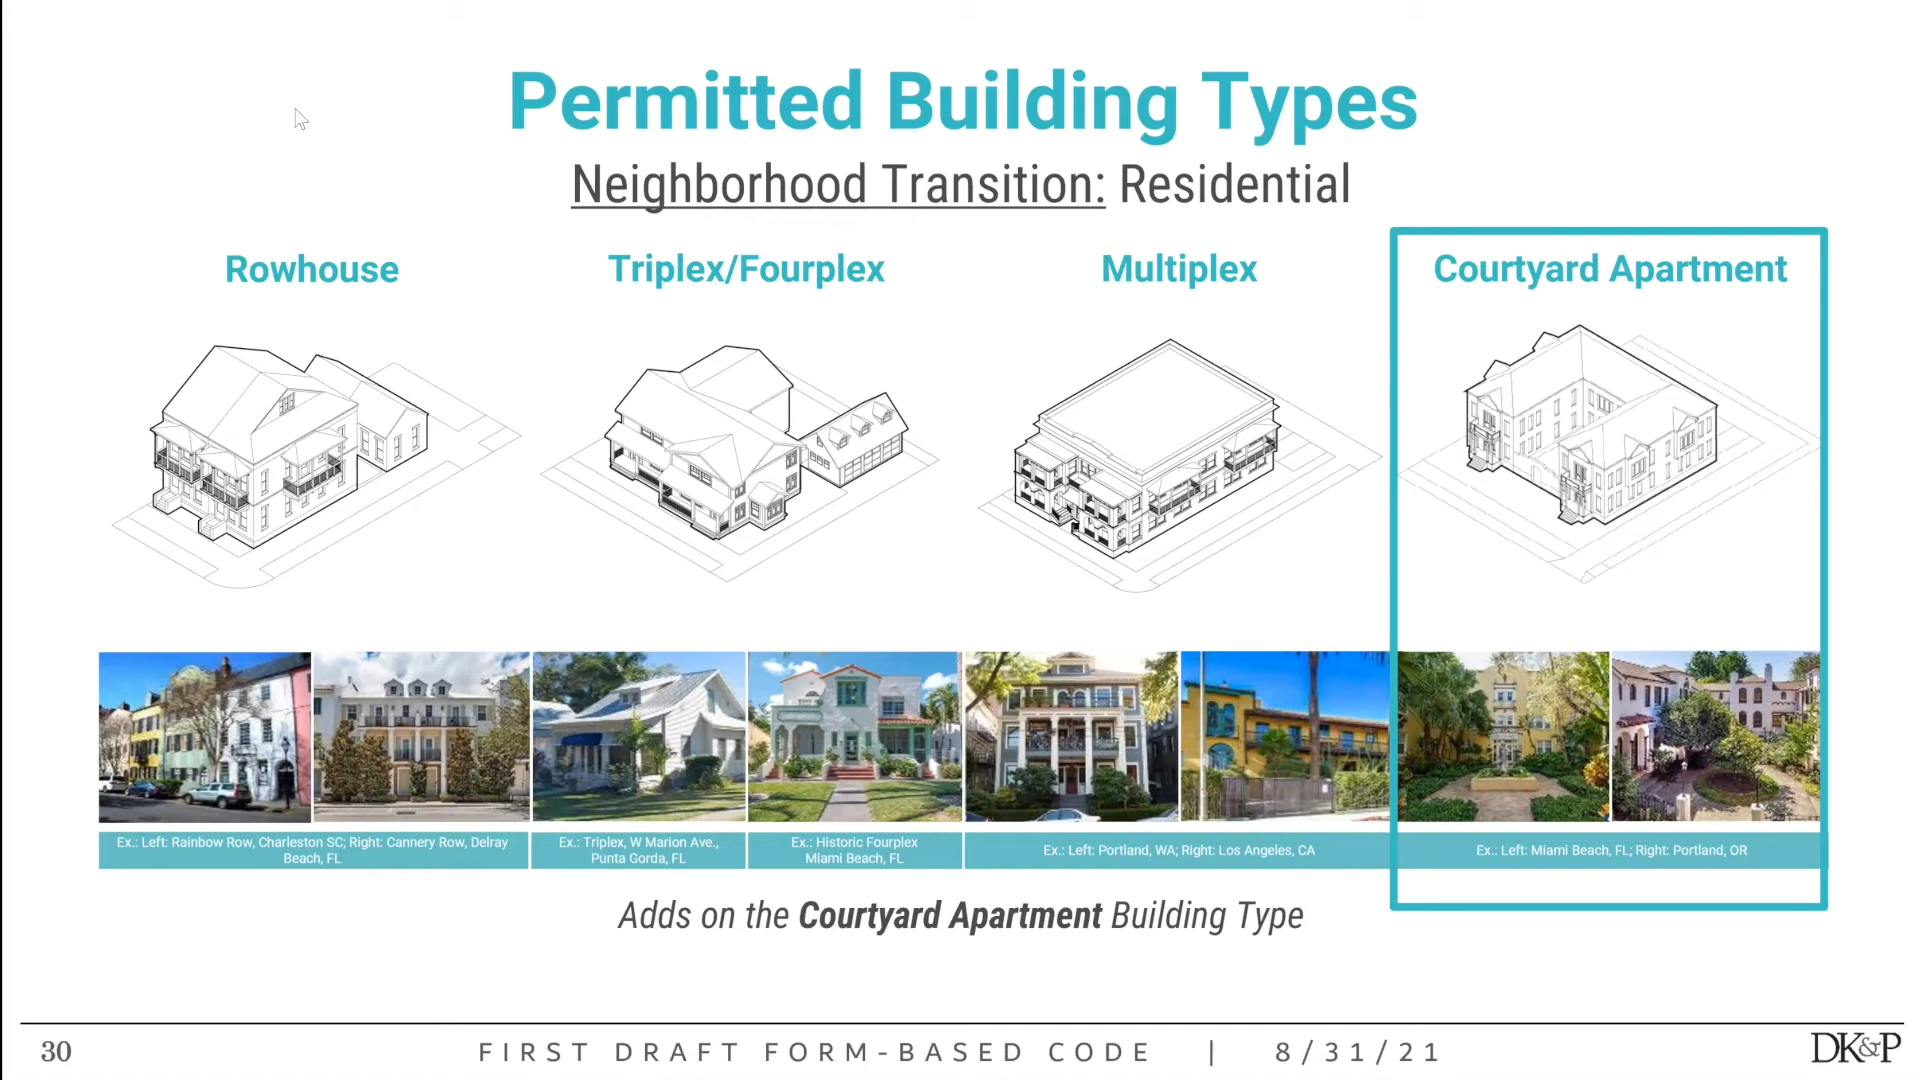 Permitted Building Types
Neighborhood Transition: Residential
Rowhouse
Triplex/Fourplex
Multiplex
Courtyard Apartment
Ex.: Left: Rainbow Row, Charleston SC; Right: Cannery Row, Delray
Beach, FL
Ex.: Triplex, W Marion Ave.,
Punta Gorda, FL
Ex.: Historic Fourplex
Miami Beach, FL
Ex.: Left: Portland, WA; Right: Los Angeles, CA
Ex.: Left: Miami Beach, FL; Right: Portland, OR
Adds on the Courtyard Apartment Building Type
30
FIRST DRAFT FORM-BASED CODE | 8/31/21
DK&P